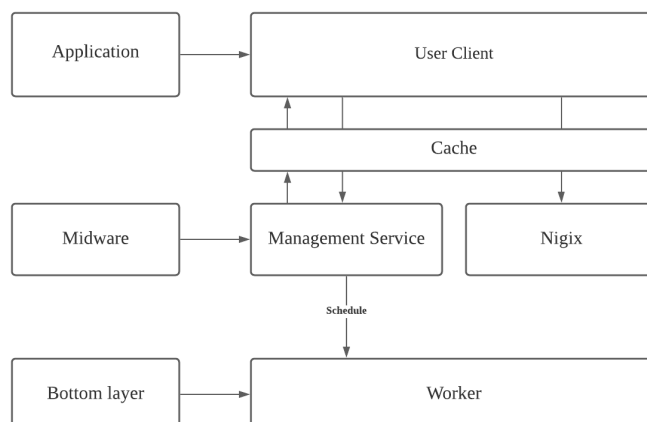 Application
User Client
Cache
Midware
Management Service
Nigix
Schedule
Bottom layer
Worker